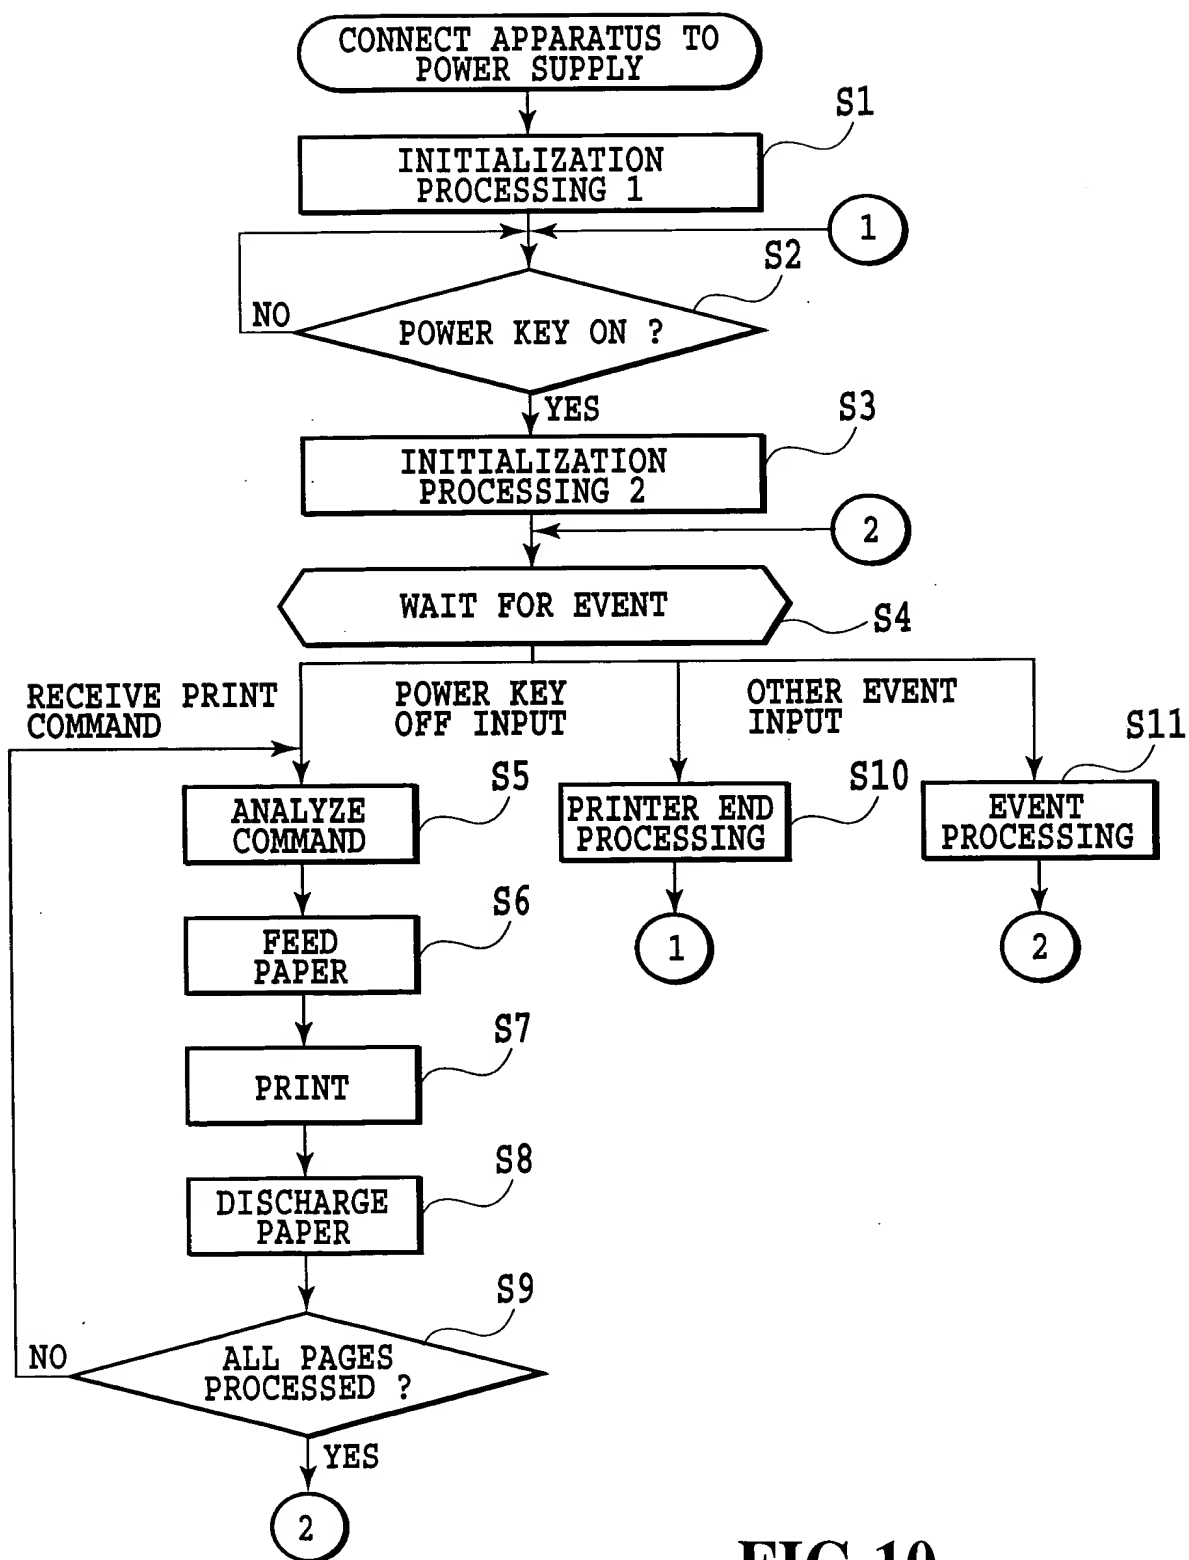 CONNECT APPARATUS TO
POWER SUPPLY
S1
INITIALIZATION
PROCESSING 1
1
S2
NO
POWER KEY ON ?
YES
S3
INITIALIZATION
PROCESSING 2
2
WAIT FOR EVENT
S4
RECEIVE PRINT
COMMAND
POWER KEY
OFF INPUT
OTHER EVENT
INPUT
S5
ANALYZE
COMMAND
S10
PRINTER END
PROCESSING
S11
EVENT
PROCESSING
S6
FEED
PAPER
1
2
S7
PRINT
S8
DISCHARGE
PAPER
S9
NO
ALL PAGES
PROCESSED ?
YES
2
FIG.10